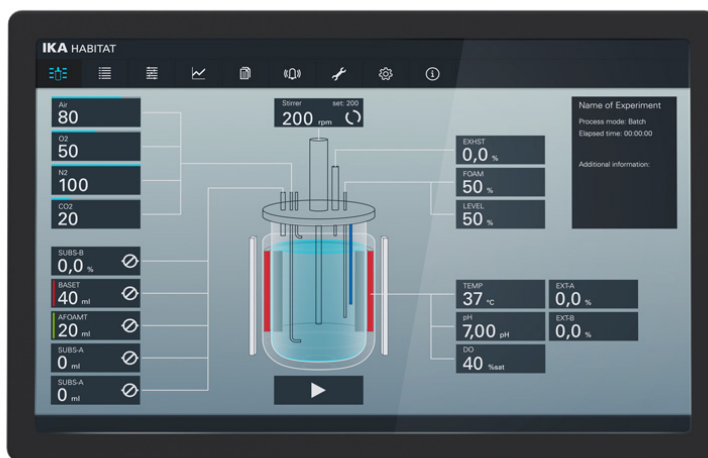 IKA HABITAT
Air
80
O2
50
N2
100
CO2
20
SUBS-B
0,0 %
BASET
40 ml
AFOAMT
20 ml
SUBS-A
0 ml
SUBS-A
0 ml
Stirrer set: 200
200 rpm
EXHST
0,0 %
FOAM
50 %
LEVEL
50 %
TEMP
37 °C
pH
7,00 pH
DO
40 %sat
EXT-A
0,0 %
EXT-B
0,0 %
Name of Experiment
Process mode: Batch
Elapsed time: 00:00:00
Additional information: